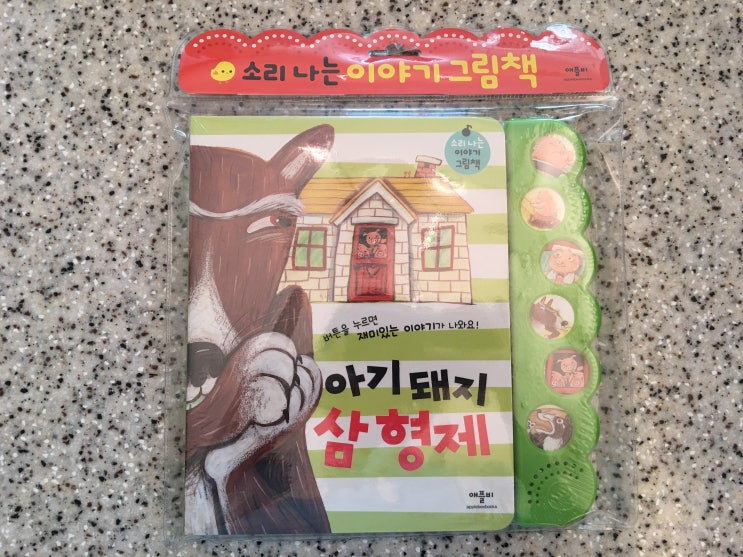 소리 나는 이야기 그림책
애플비
applebeebooks
소리 나는
이야기
그림책
버튼을 누르면
재미있는 이야기가 나와요!
아기 돼지
삼 형제
애플비
applebeebooks